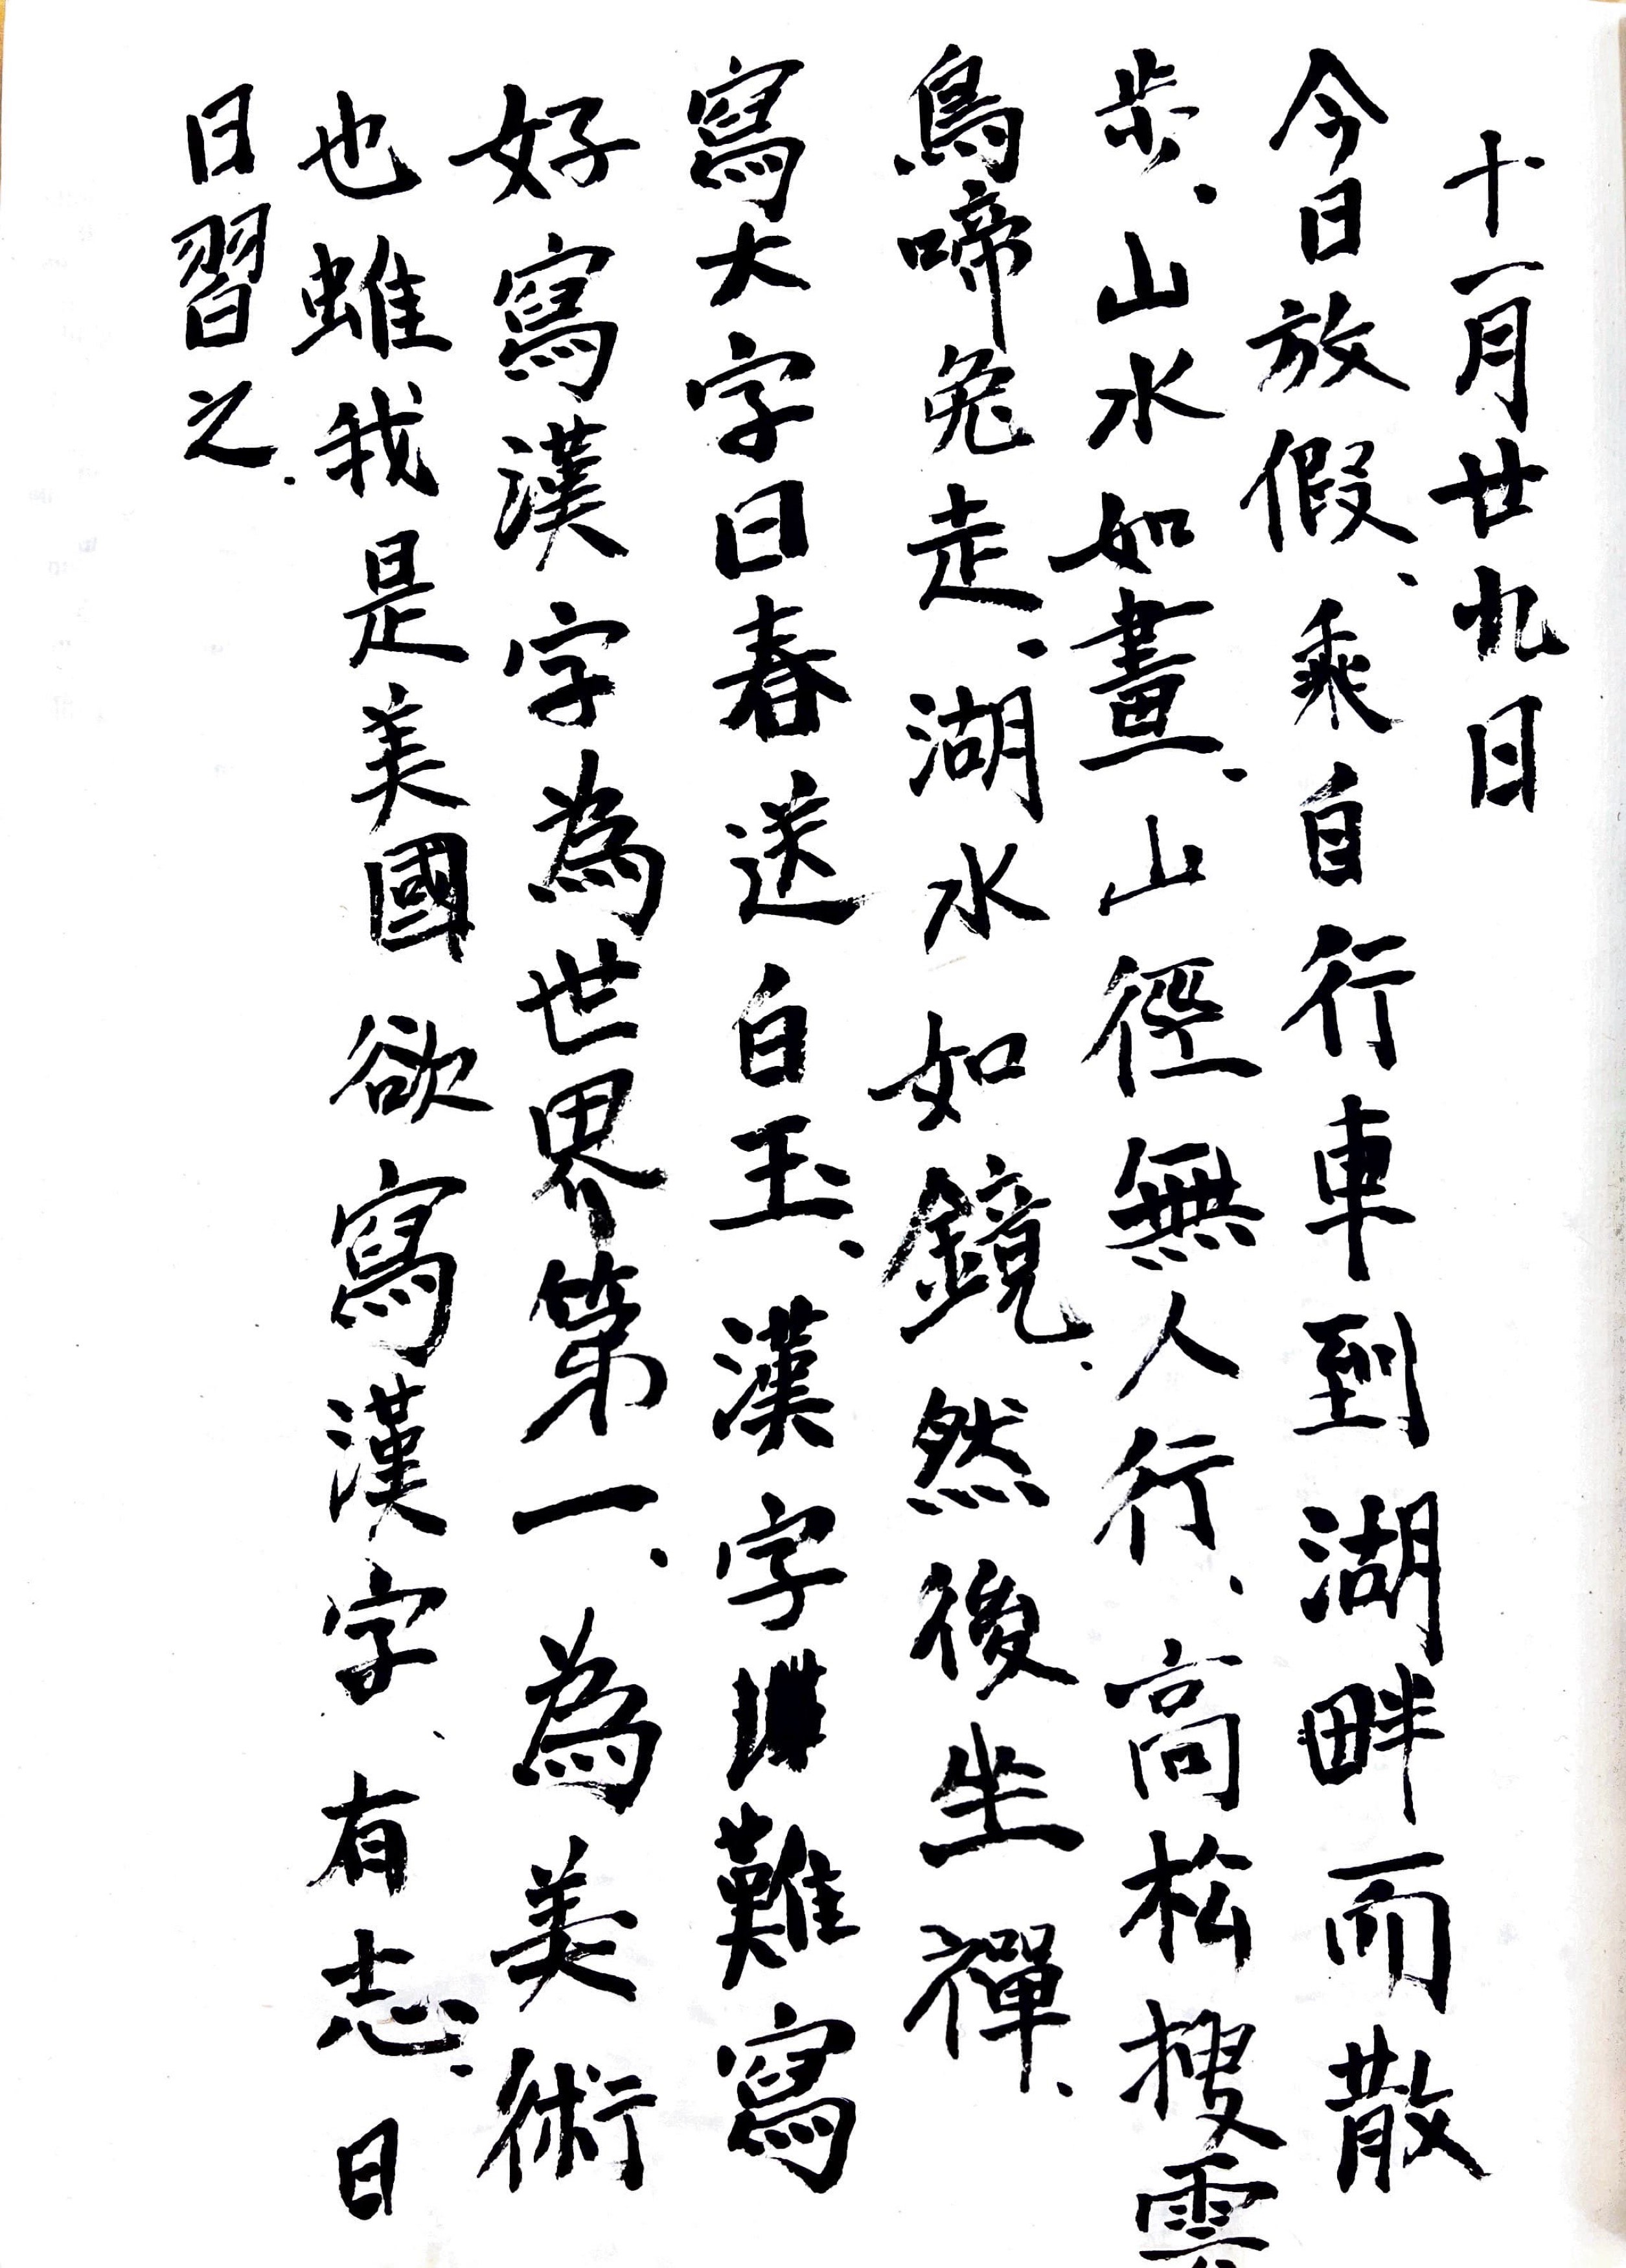 十一月廿九日
今日放假、乘自行車到湖畔而散
步、山水如畫、山徑無人行、高松搜雲
鳥啼兔走、湖水如鏡、然後坐禪、
寫大字曰春送白玉、漢字難寫
好寫漢字為世界第一、為美術
也雖我是美國欲寫漢字、有志、日
日習之.